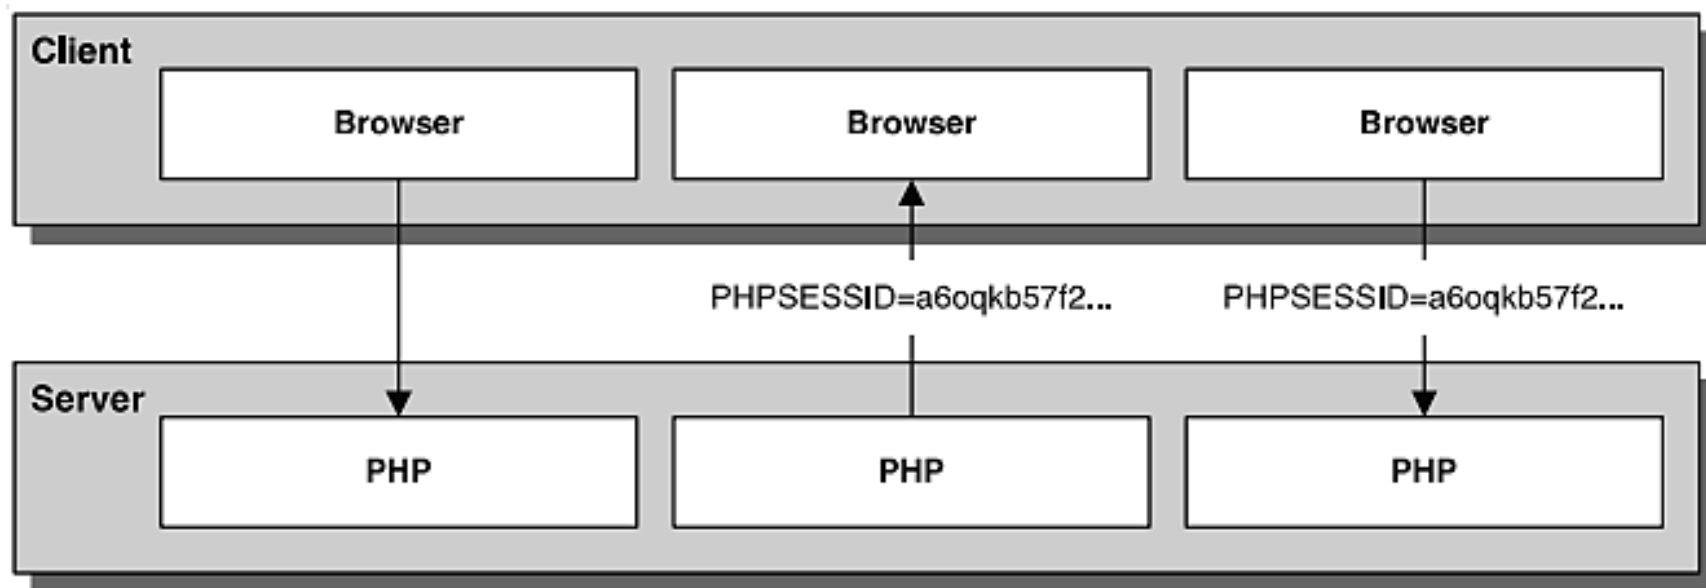 Client
Browser
Browser
Browser
PHPSESSID=a6oqkb57f2...
PHPSESSID=a6oqkb57f2...
Server
PHP
PHP
PHP